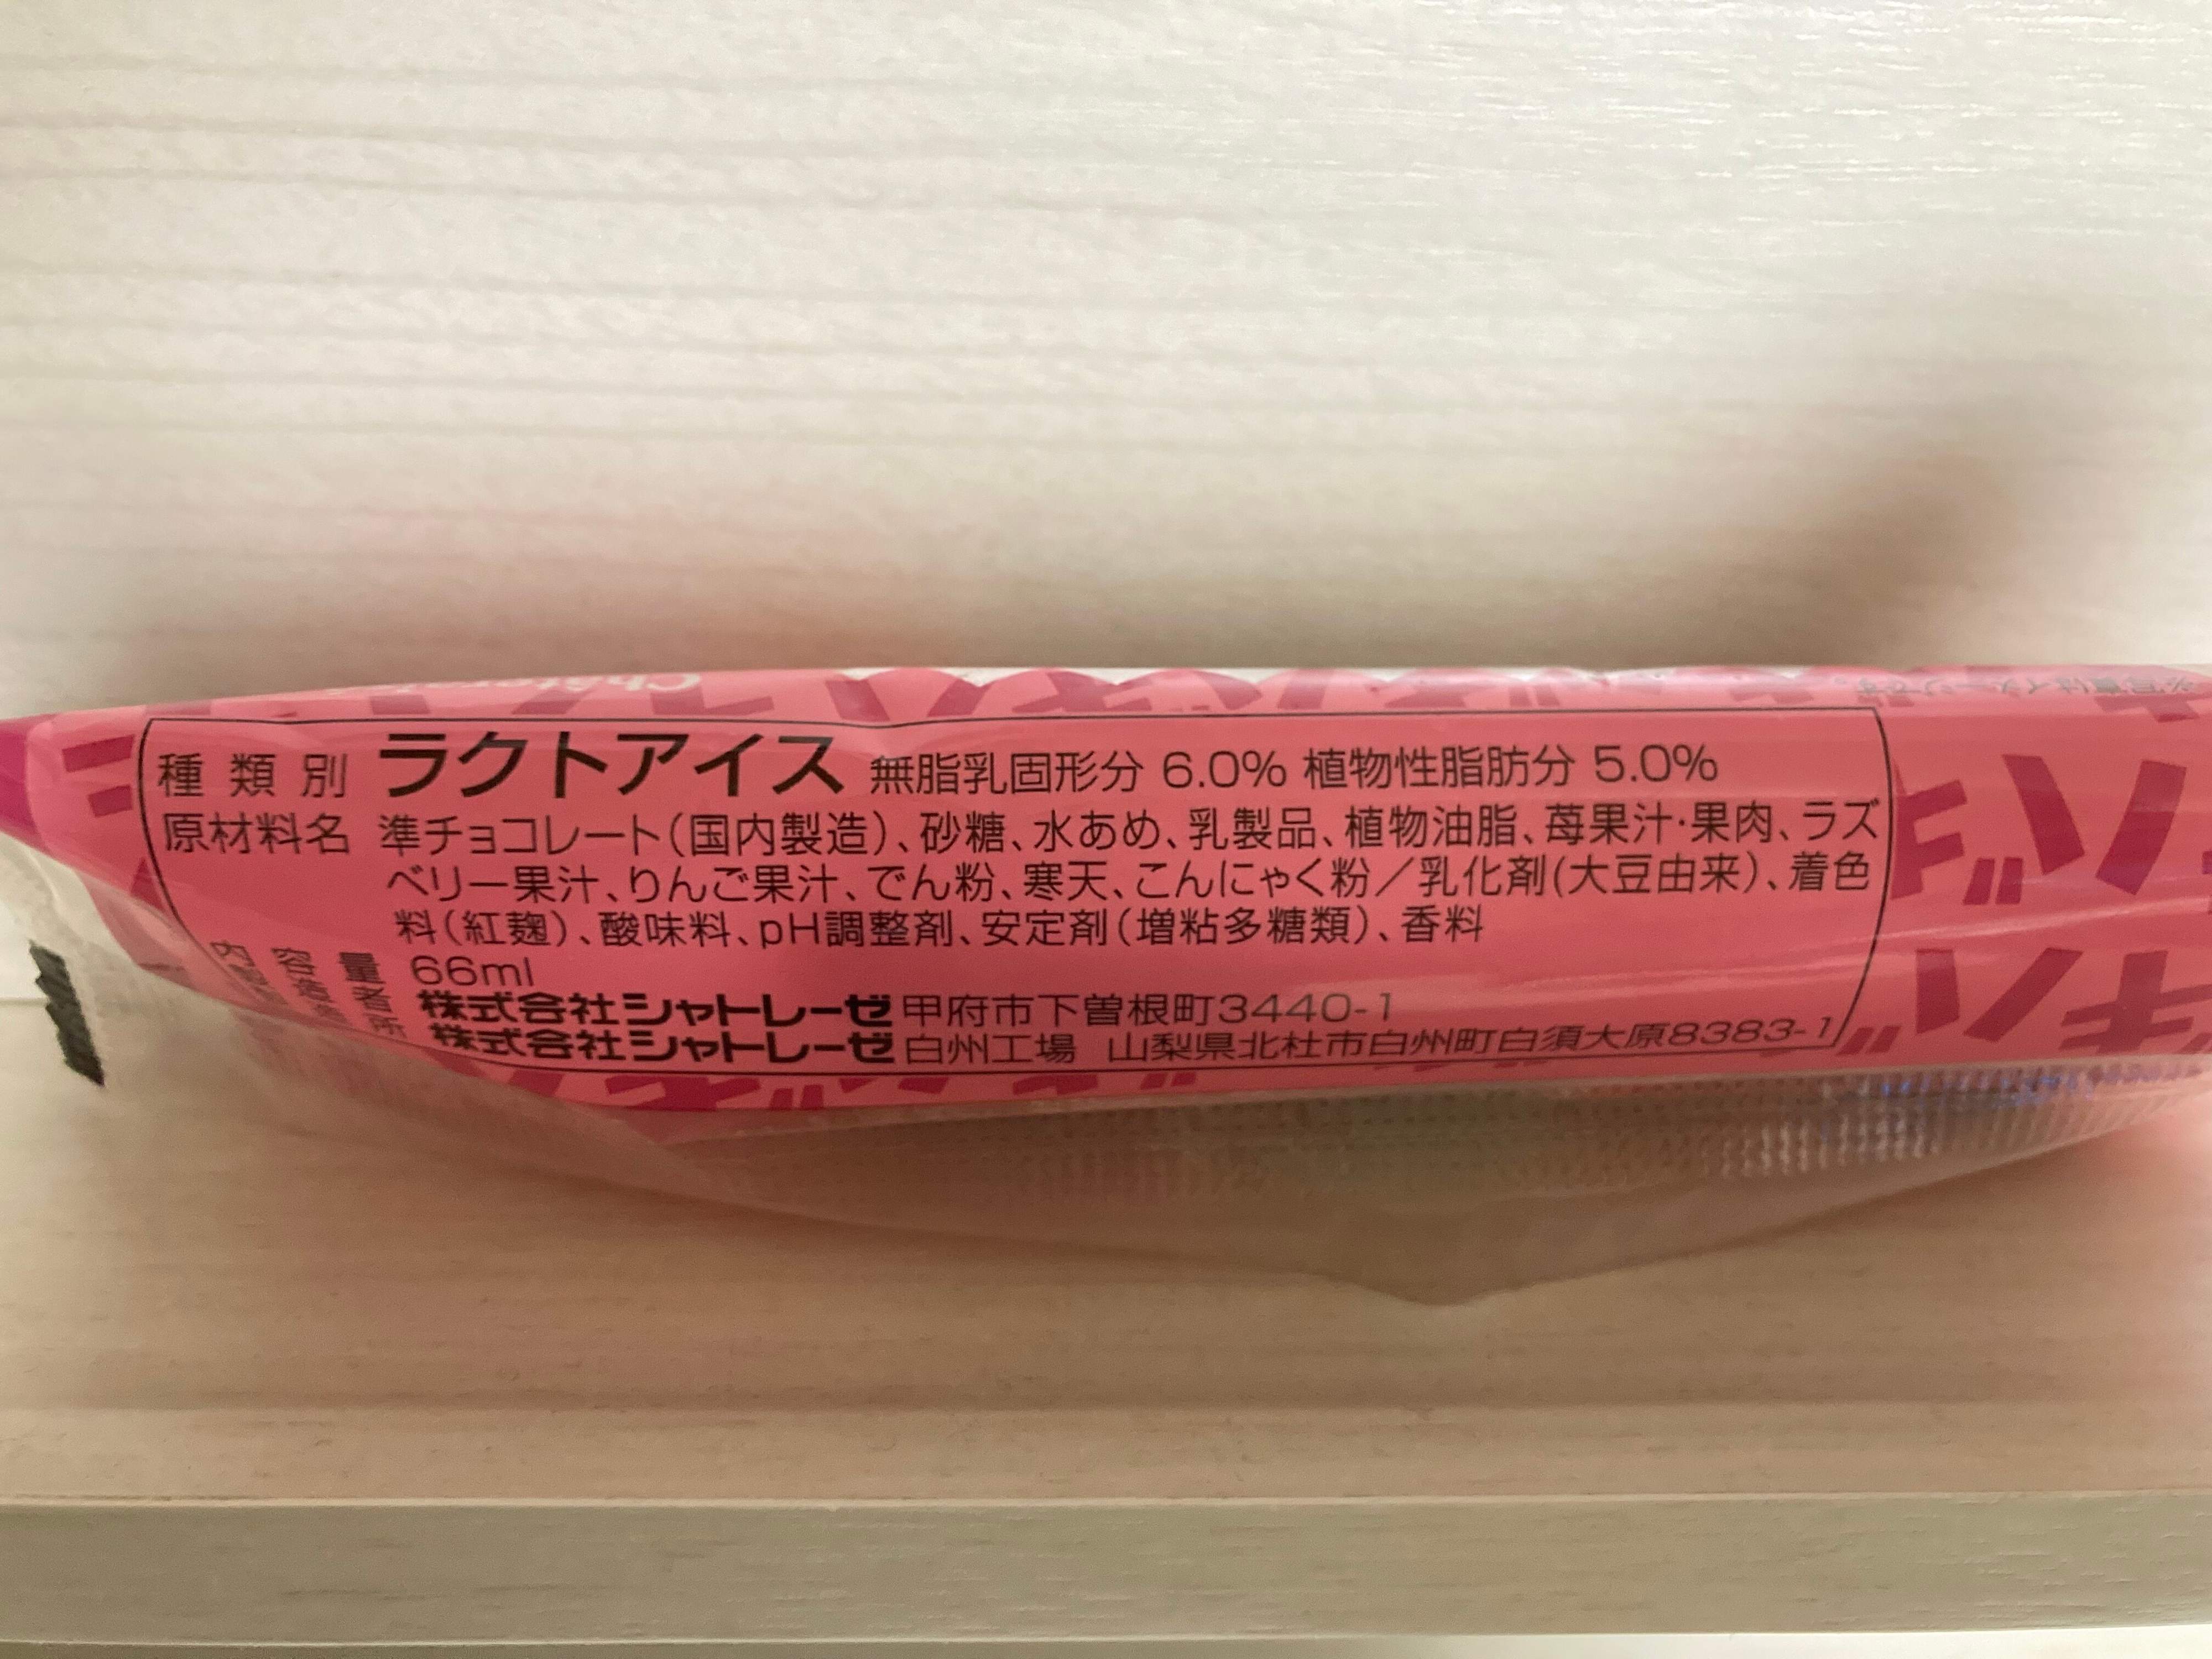 種類別 ラクトアイス 無脂乳固形分 6.0% 植物性脂肪分 5.0%
原材料名 準チョコレート(国内製造)、砂糖、水あめ、乳製品、植物油脂、苺果汁･果肉、ラズ
ベリー果汁、りんご果汁、でん粉、寒天、こんにゃく粉／乳化剤(大豆由来)、着色
料(紅麹)、酸味料、pH調整剤、安定剤(増粘多糖類)、香料
内容量 66ml
株式会社シャトレーゼ 甲府市下曽根町3440-1
株式会社シャトレーゼ 白州工場 山梨県北杜市白州町白須大原8383-1